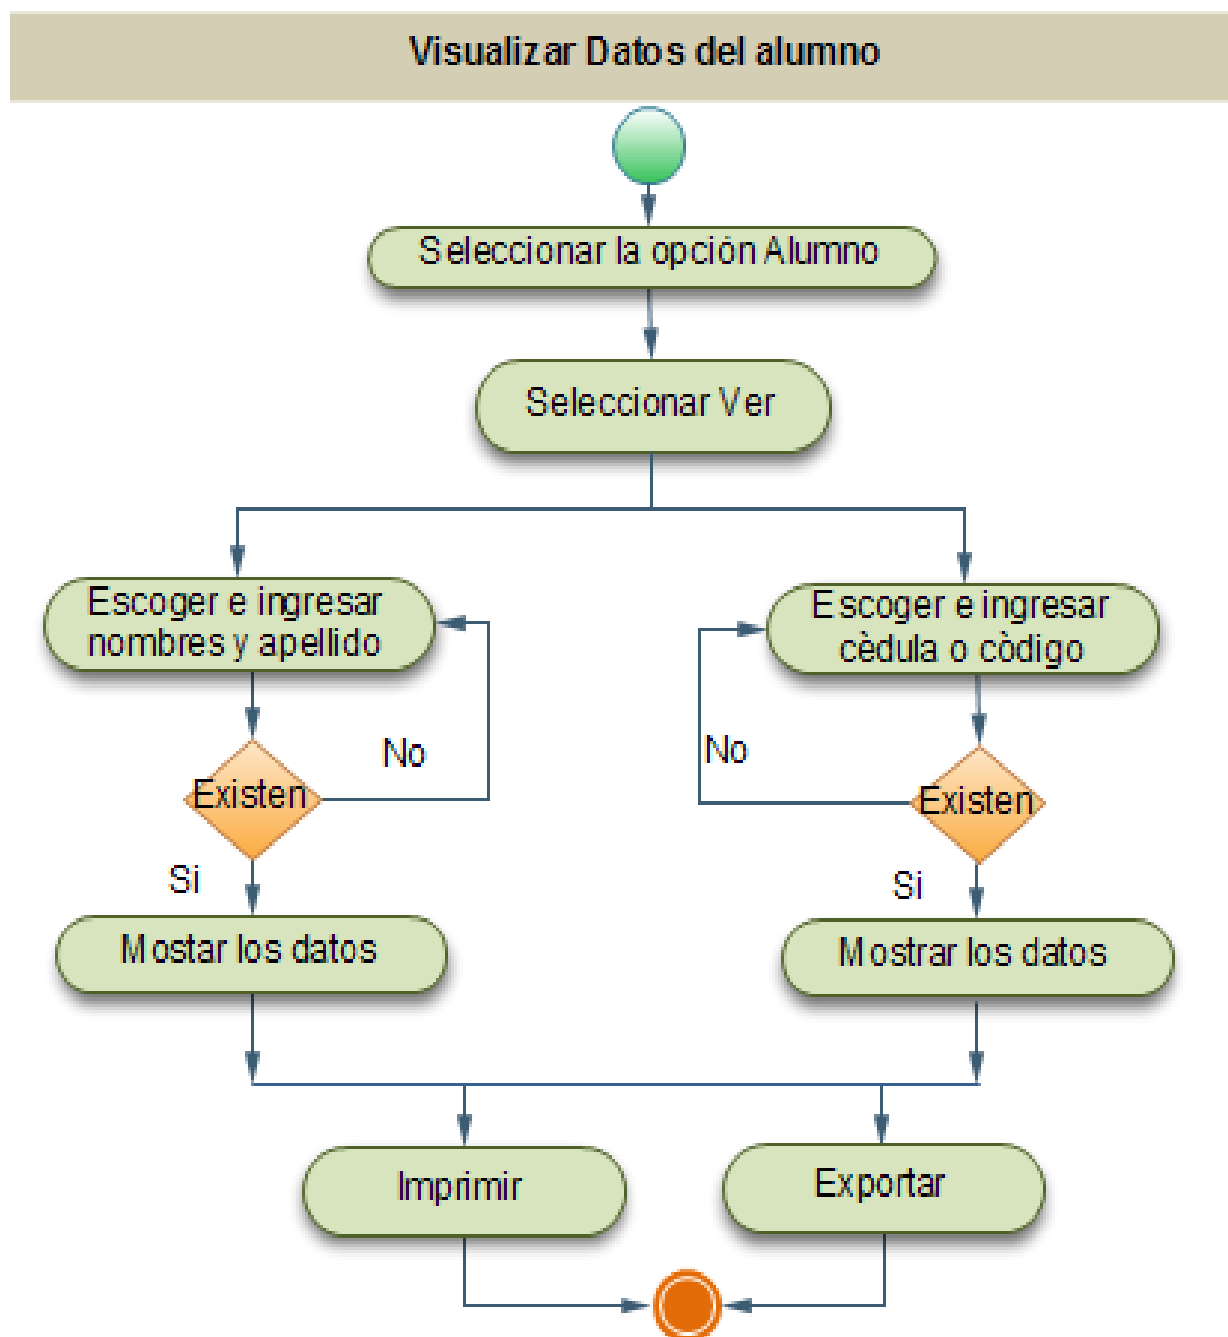 Visualizar Datos del alumno
Seleccionar la opción Alumno
Seleccionar Ver
Escoger e ingresar
nombres y apellido
Escoger e ingresar
cèdula o còdigo
No
No
Existen
Existen
Si
Si
Mostar los datos
Mostrar los datos
Imprimir
Exportar